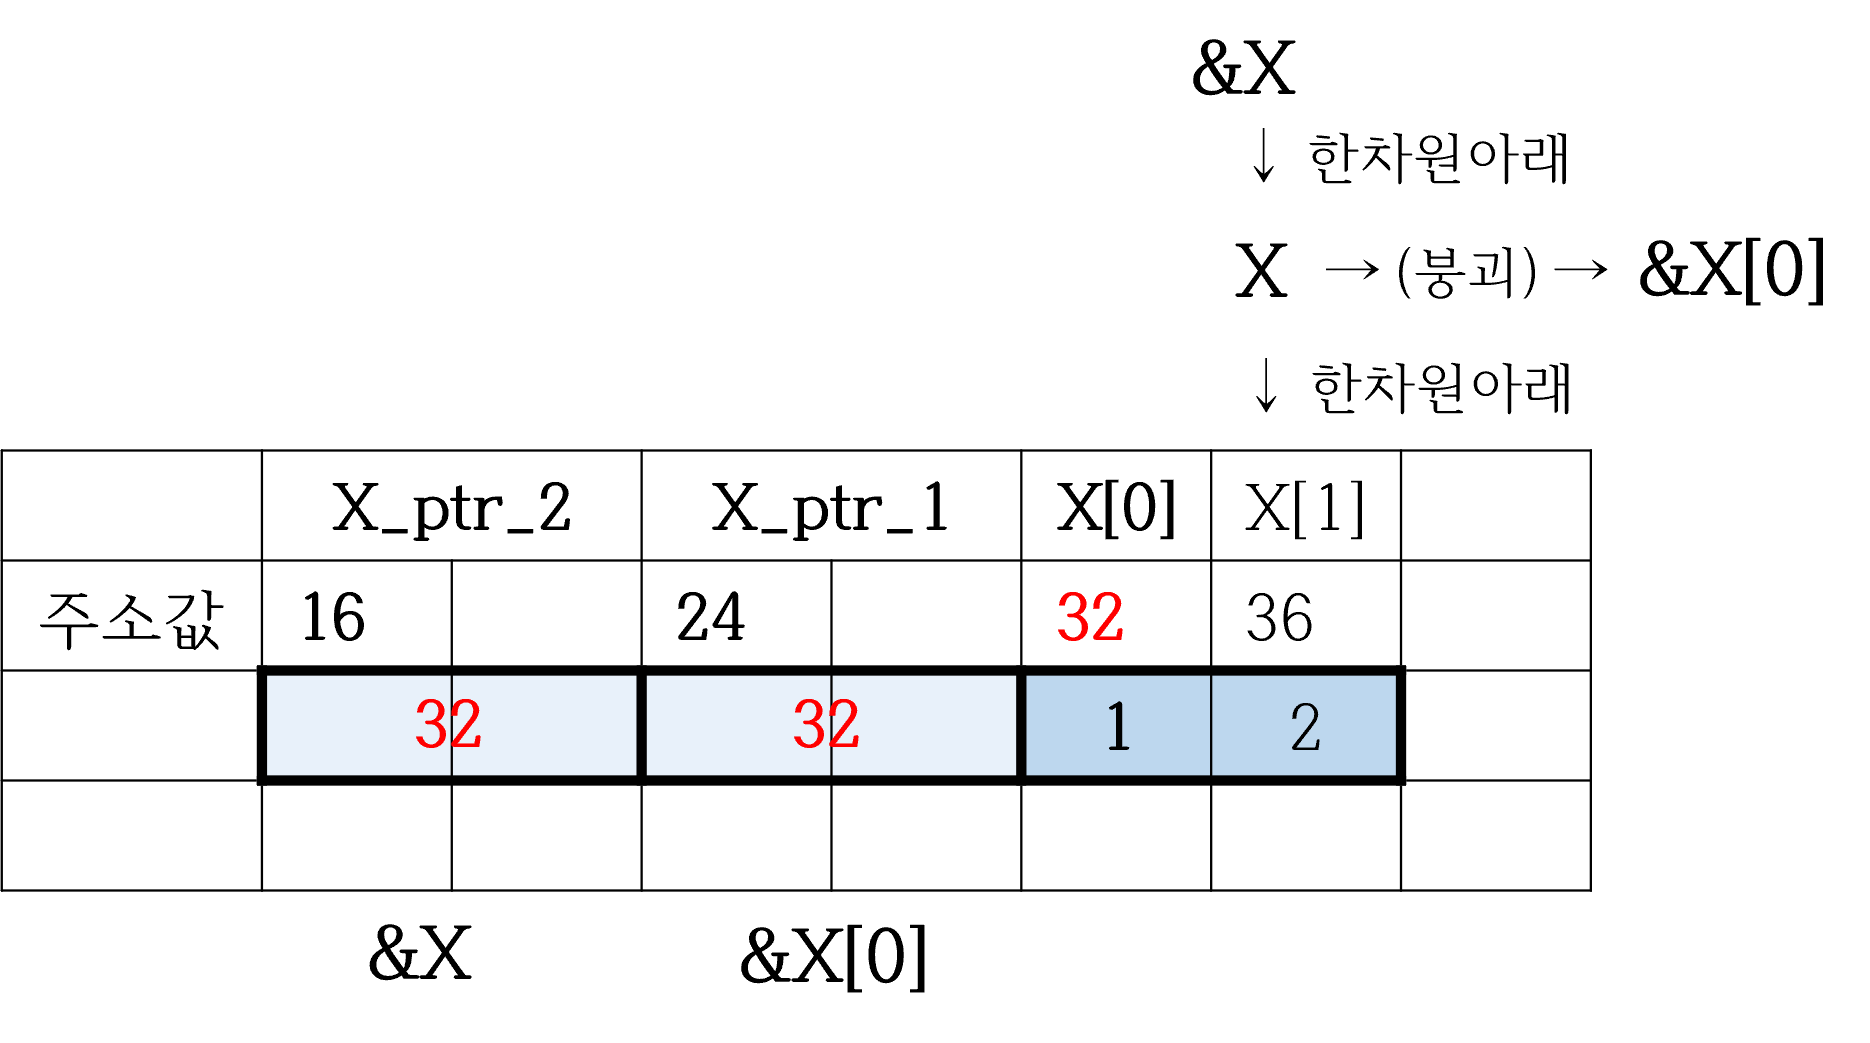 &X
↓ 한차원아래
X → (붕괴) → &X[0]
↓ 한차원아래
X_ptr_2 X_ptr_1 X[0] X[1]
주소값 16 24 32 36
32 32 1 2
&X &X[0]